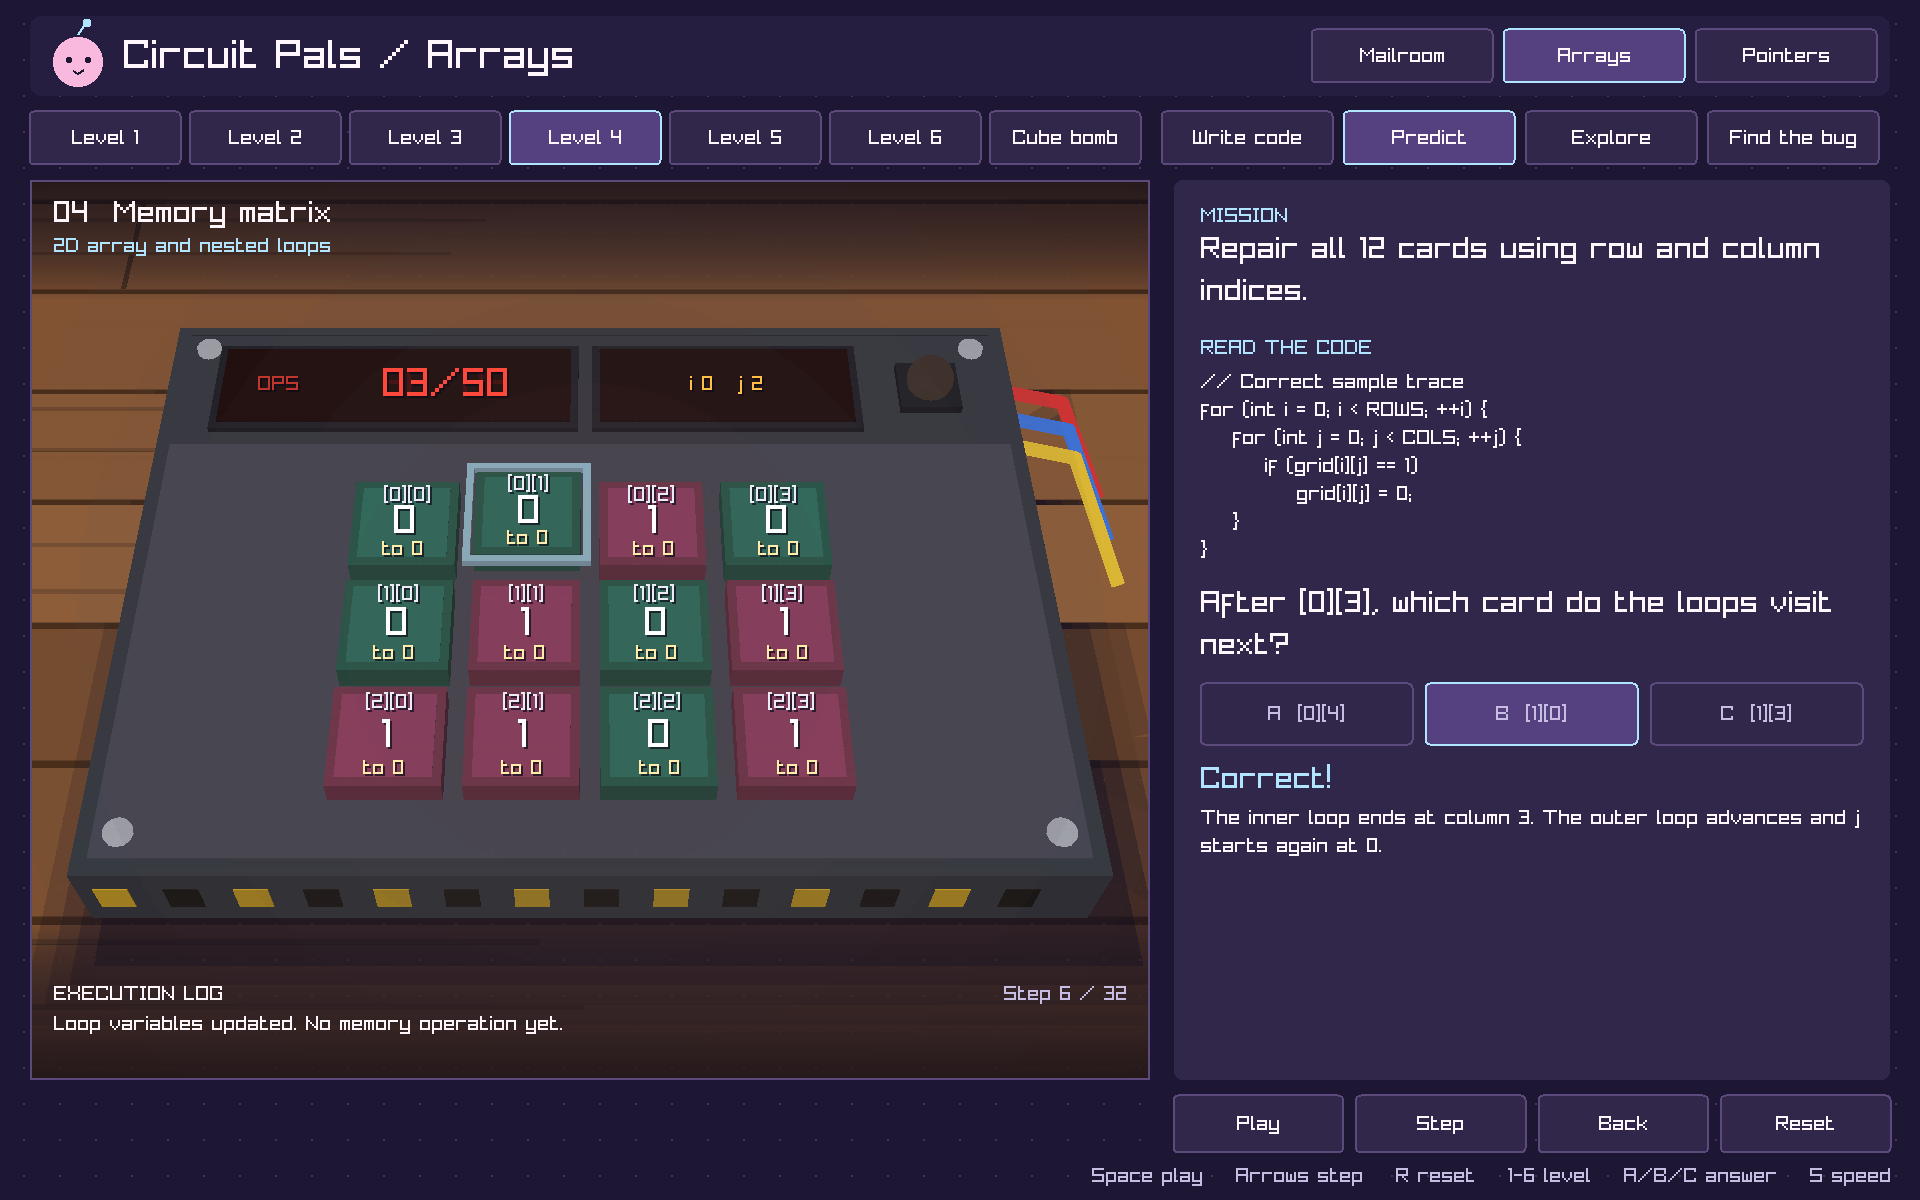 Circuit Pals / Arrays
Mailroom
Arrays
Pointers
Level 1
Level 2
Level 3
Level 4
Level 5
Level 6
Cube bomb
Write code
Predict
Explore
Find the bug
04 Memory matrix
2D array and nested loops
OPS 03/50
i 0 j 2
[0][0]
0
to 0
[0][1]
0
to 0
[0][2]
1
to 0
[0][3]
0
to 0
[1][0]
0
to 0
[1][1]
1
to 0
[1][2]
0
to 0
[1][3]
1
to 0
[2][0]
1
to 0
[2][1]
1
to 0
[2][2]
0
to 0
[2][3]
1
to 0
EXECUTION LOG
Step 6 / 32
Loop variables updated. No memory operation yet.
MISSION
Repair all 12 cards using row and column
indices.
READ THE CODE
// Correct sample trace
for (int i = 0; i < ROWS; ++i) {
for (int j = 0; j < COLS; ++j) {
if (grid[i][j] == 1)
grid[i][j] = 0;
}
}
After [0][3], which card do the loops visit
next?
A [0][4]
B [1][0]
C [1][3]
Correct!
The inner loop ends at column 3. The outer loop advances and j
starts again at 0.
Play
Step
Back
Reset
Space play
Arrows step
R reset
1-6 level
A/B/C answer
S speed